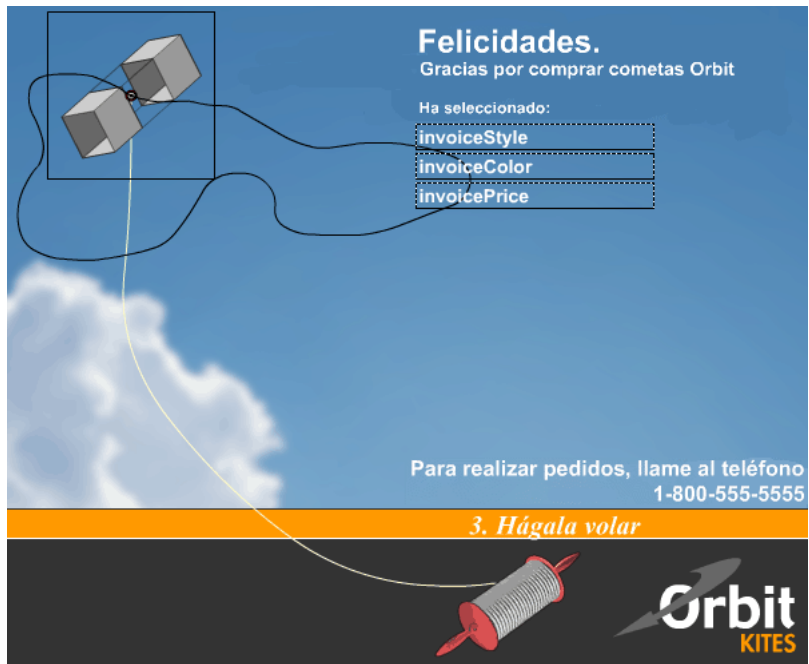 Felicidades.
Gracias por comprar cometas Orbit
Ha seleccionado:
invoiceStyle
invoiceColor
invoicePrice
Para realizar pedidos, llame al teléfono
1-800-555-5555
3. Hágala volar
Orbit
KITES